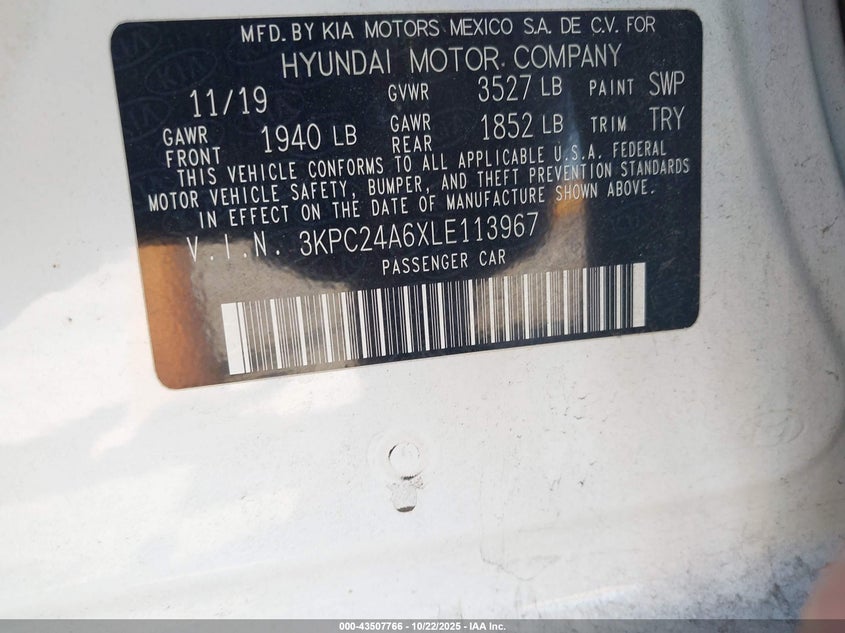 MFD. BY KIA MOTORS MEXICO S.A. DE C.V. FOR
HYUNDAI MOTOR COMPANY
11/19 GVWR 3527 LB PAINT SWP
GAWR FRONT 1940 LB GAWR REAR 1852 LB TRIM TRY
THIS VEHICLE CONFORMS TO ALL APPLICABLE U.S.A. FEDERAL
MOTOR VEHICLE SAFETY, BUMPER, AND THEFT PREVENTION STANDARDS
IN EFFECT ON THE DATE OF MANUFACTURE SHOWN ABOVE.
V.I.N. 3KPC24A6XLE113967
PASSENGER CAR
000-43507766 - 10/22/2025 - IAA Inc.